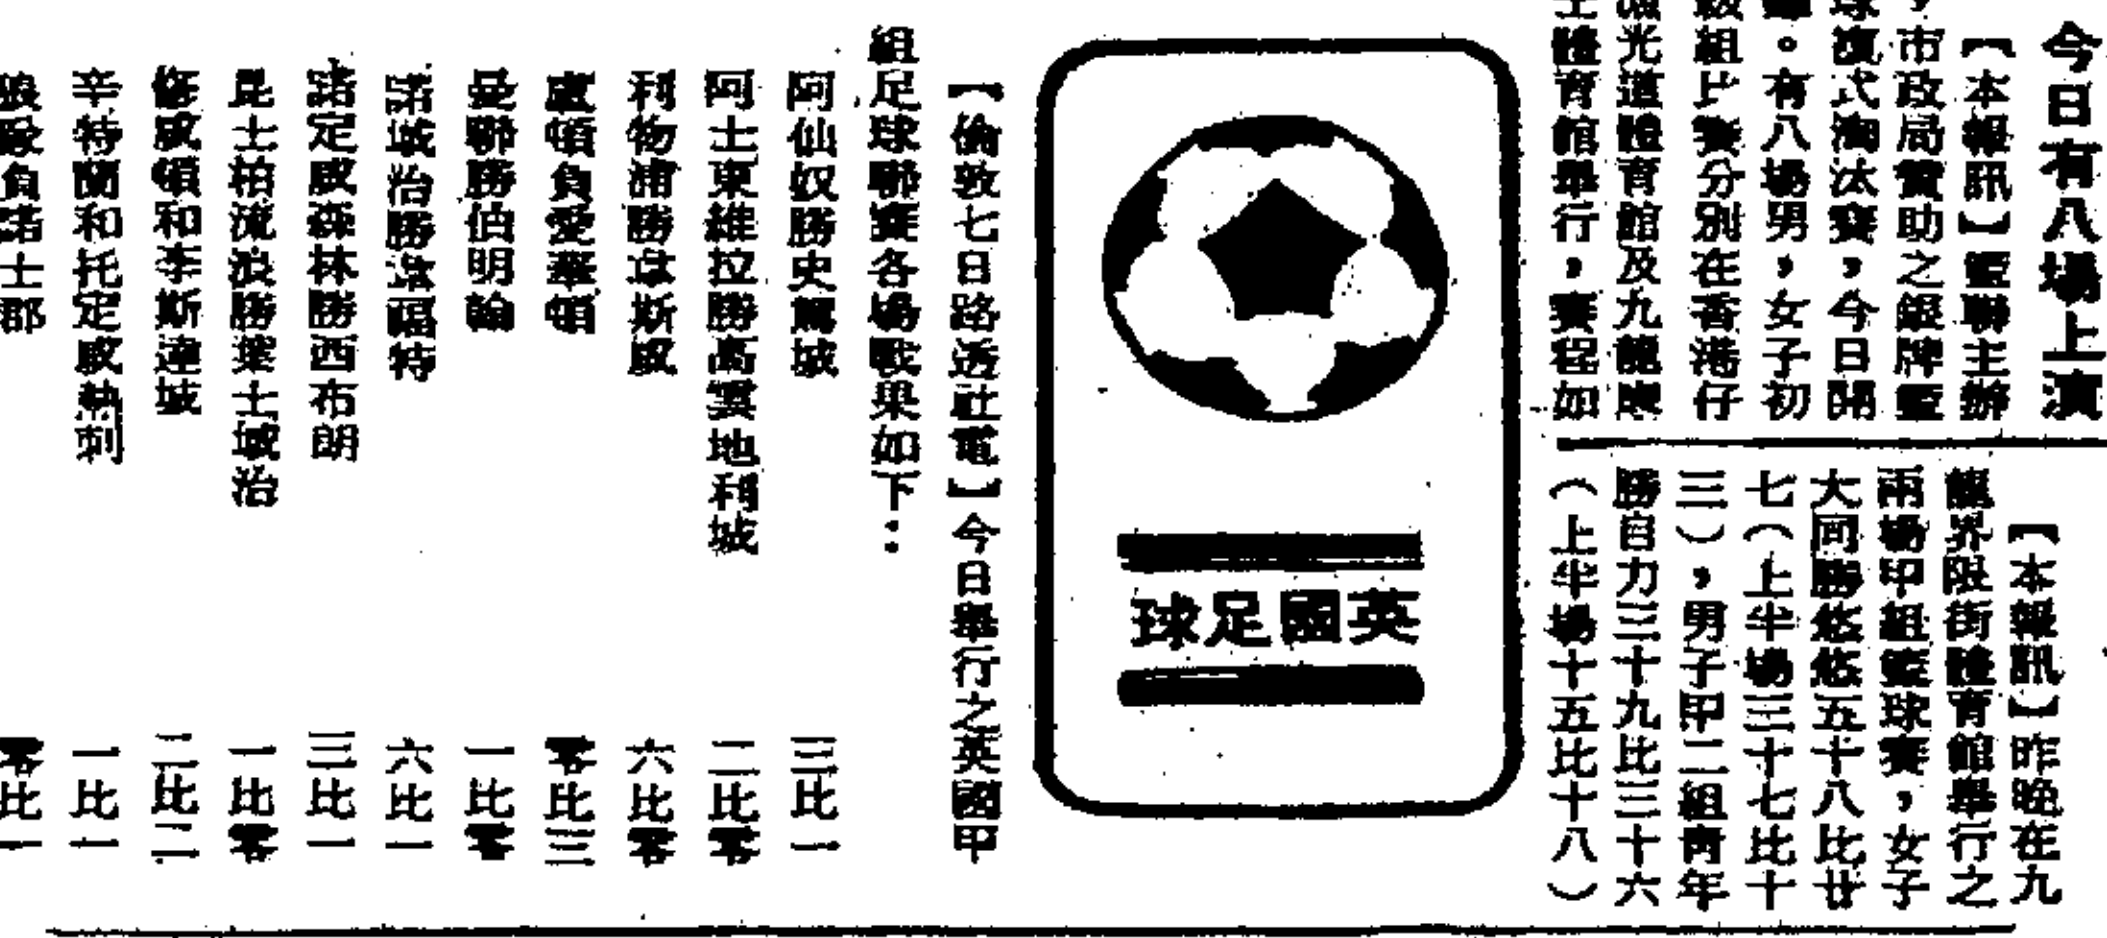 今日有八場上演
【本報訊】籃聯主辦
，市政局贊助之銀牌籃
球淘汰賽，今日開
。有八場男，女子初
級組比賽分別在香港仔
漁光道體育館及九龍
士體育館舉行，賽程如
【本報訊】昨晚在九
龍界限街體育館舉行之
兩場甲組籃球賽，女子
大同勝悠悠五十八比廿
七（上半場三十七比十
三），男子甲二組青年
勝自力三十九比三十六
（上半場十五比十八）
英國足球
【倫敦七日路透社電】今日舉行之英國甲
組足球聯賽各場戰果如下：
阿仙奴勝史篤城 三比一
阿士東維拉勝高雲地利城 二比零
利物浦勝韋斯咸 六比零
盧頓負愛華頓 零比三
曼聯勝伯明翰 一比零
諾域治勝屈福特 六比一
諾定咸森林勝西布朗 三比一
昆士柏流浪勝葉士域治 一比零
修咸頓和李斯達城 二比二
辛特蘭和托定咸熱刺 一比一
狼隊負諾士郡 零比一